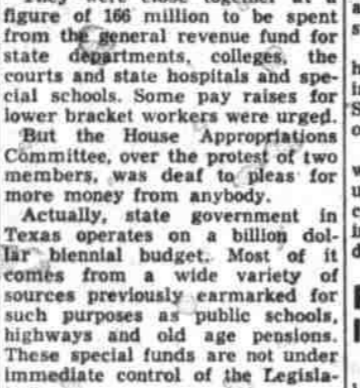 They were close together at a
figure of 166 million to be spent
from the general revenue fund for
state departments, colleges, the
courts and state hospitals and spe-
cial schools. Some pay raises for
lower bracket workers were urged.
But the House Appropriations
Committee, over the protest of two
members, was deaf to pleas for
more money from anybody.
Actually, state government in
Texas operates on a billion dol-
lar biennial budget. Most of it
comes from a wide variety of
sources previously earmarked for
such purposes as public schools,
highways and old age pensions.
These special funds are not under
immediate control of the Legisla-